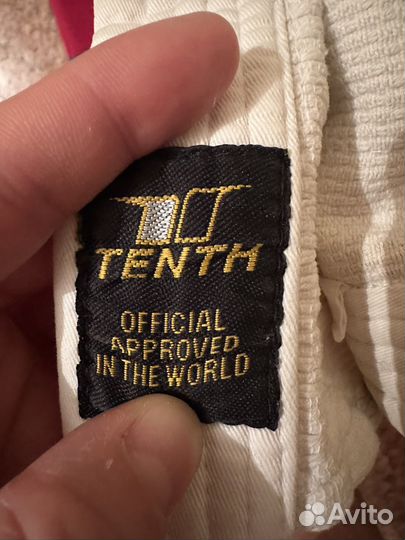 TENTH
OFFICIAL
APPROVED
IN THE WORLD
Avito